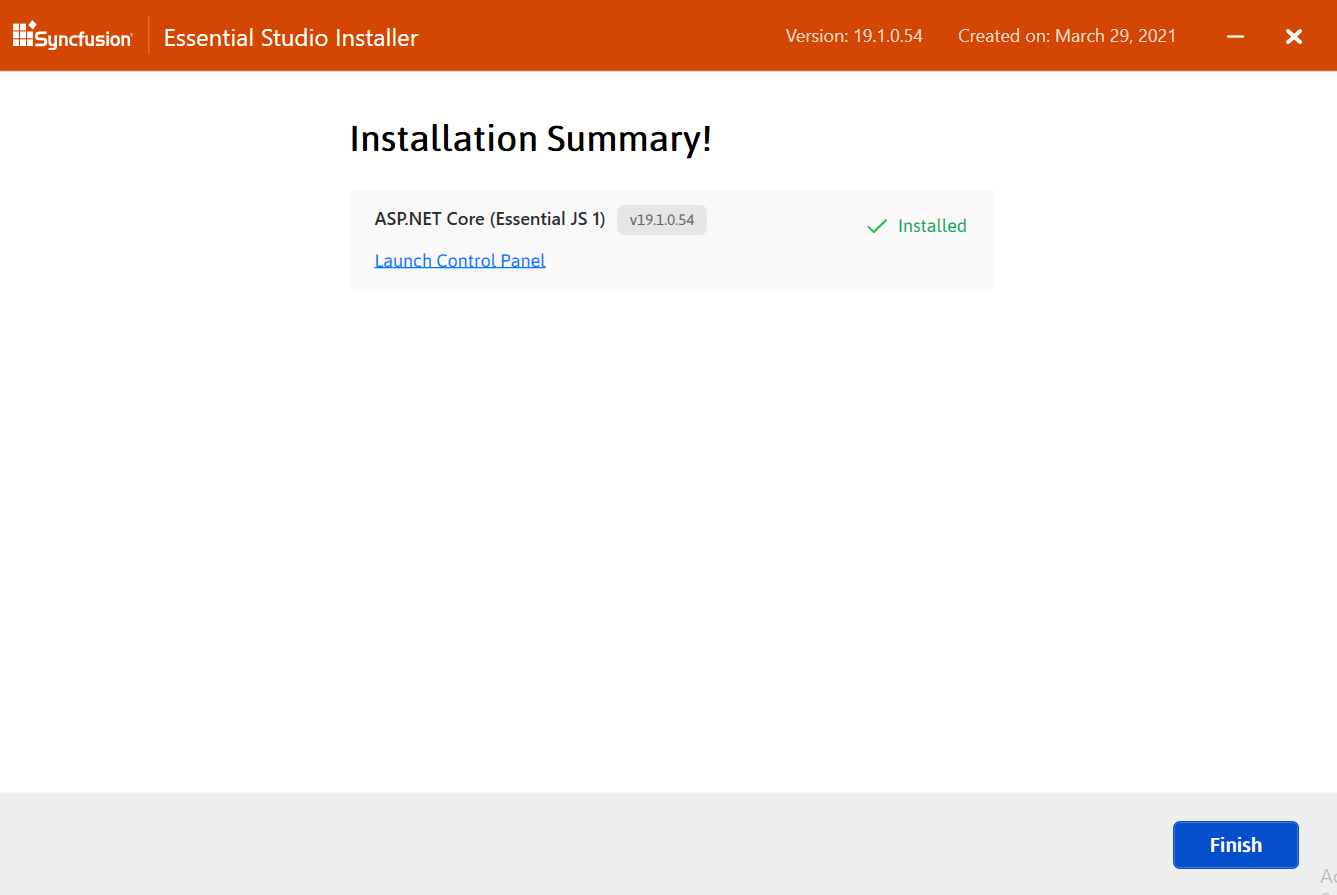 Syncfusion Essential Studio Installer Version: 19.1.0.54 Created on: March 29, 2021
Installation Summary!
ASP.NET Core (Essential JS 1) v19.1.0.54
Installed
Launch Control Panel
Finish